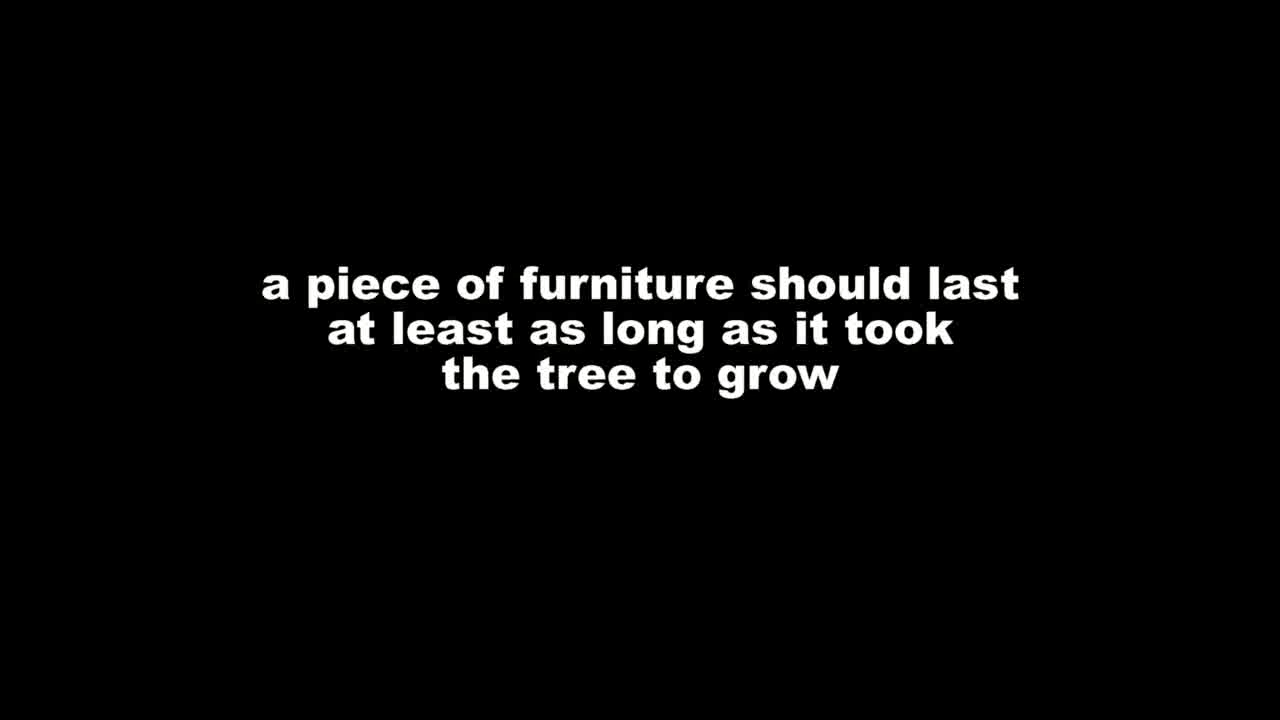 a piece of furniture should last
at least as long as it took
the tree to grow